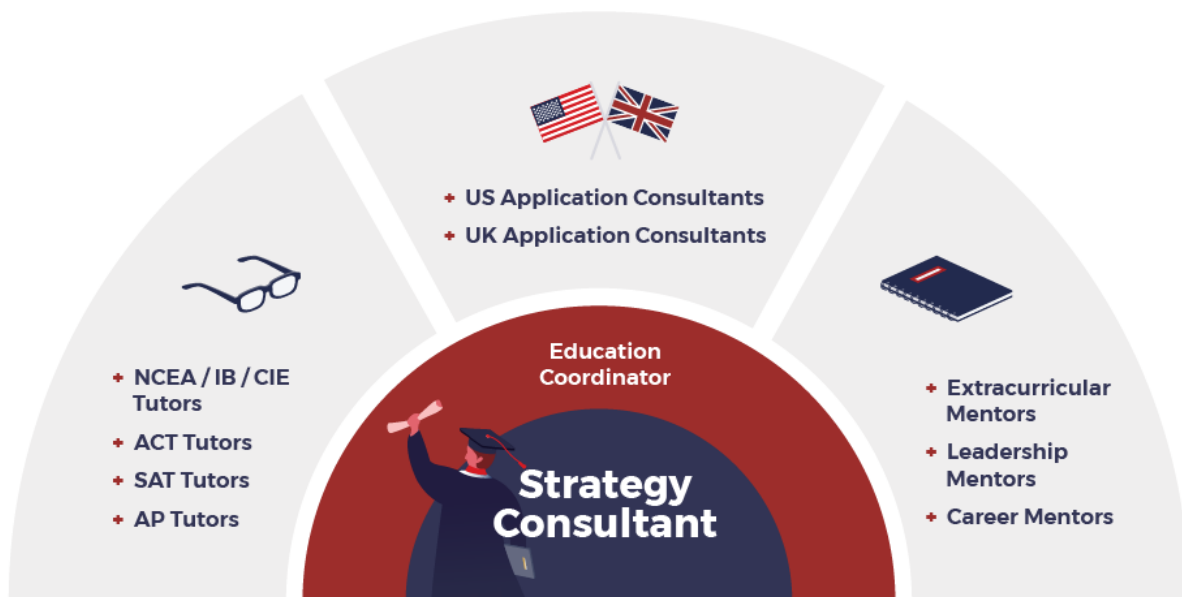 + US Application Consultants
+ UK Application Consultants
+ NCEA / IB / CIE
Tutors
+ ACT Tutors
+ SAT Tutors
+ AP Tutors
Education
Coordinator
Strategy
Consultant
+ Extracurricular
Mentors
+ Leadership
Mentors
+ Career Mentors